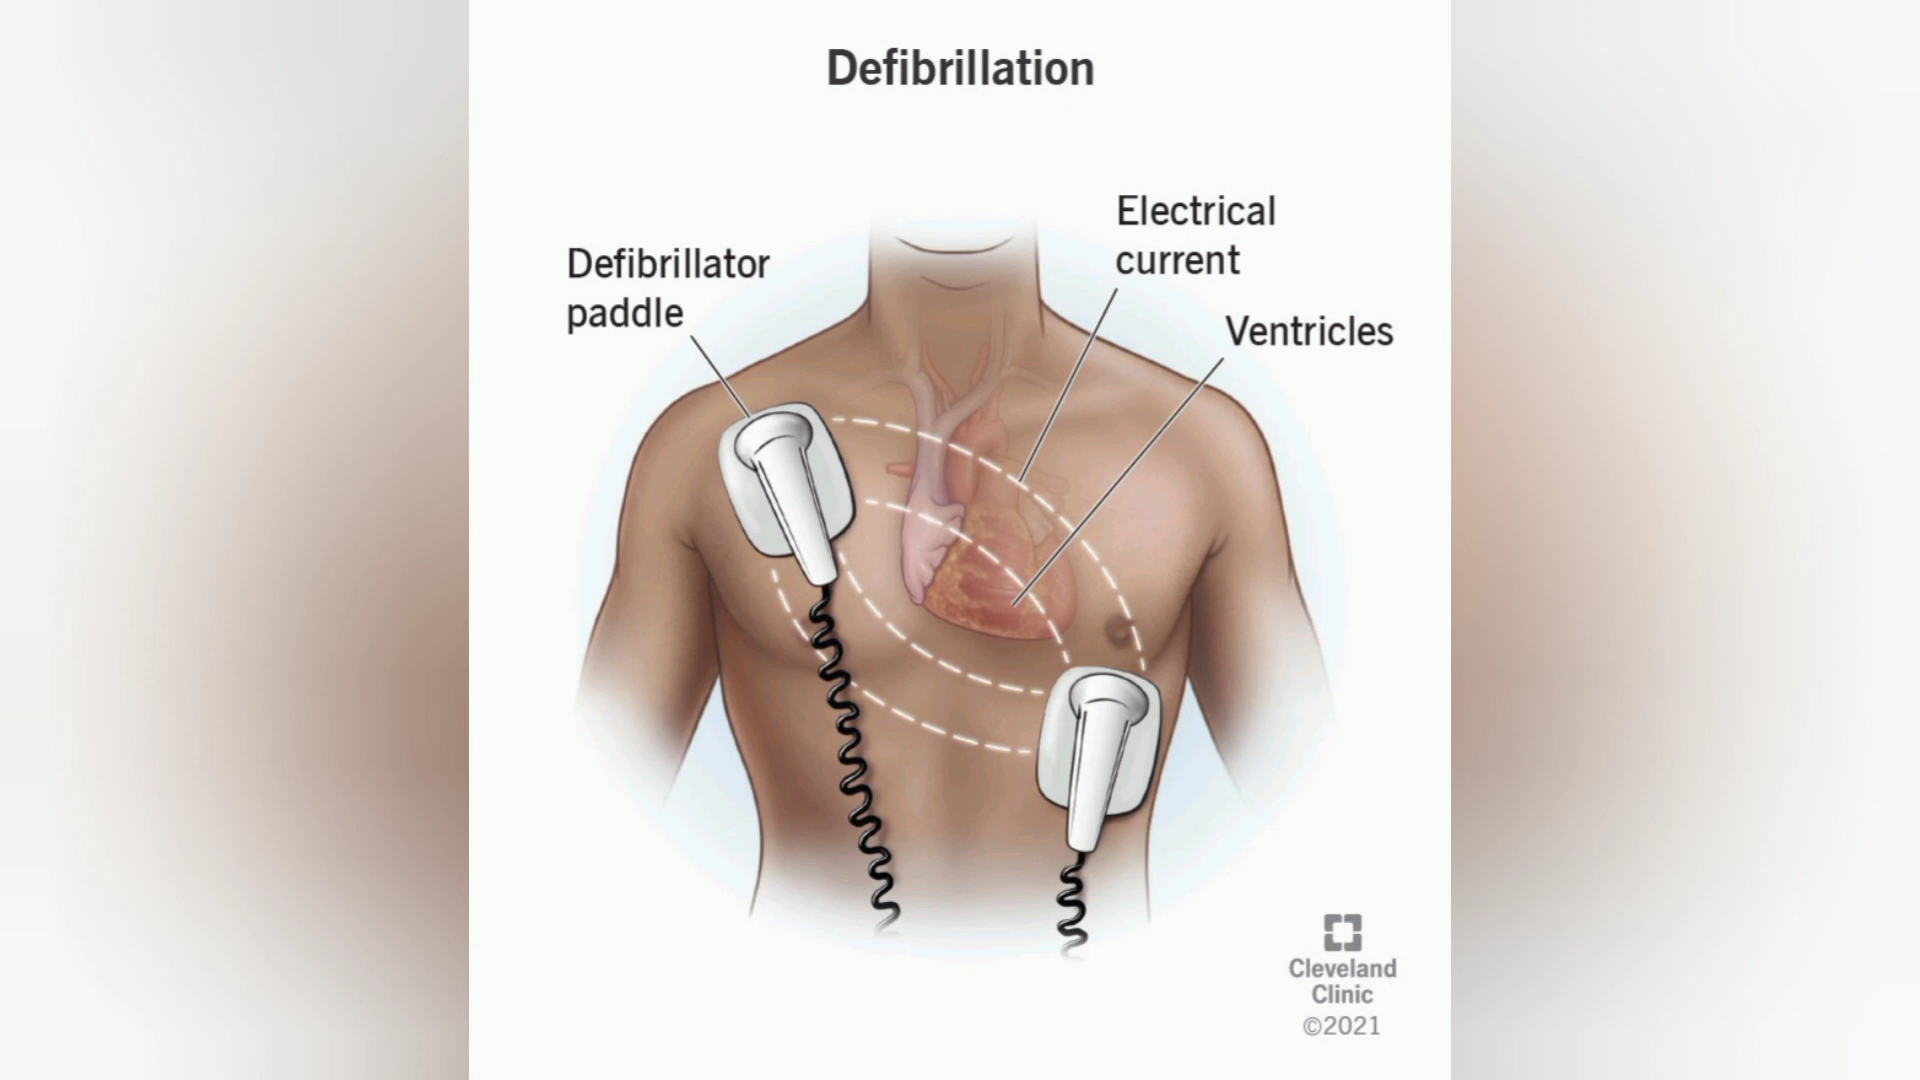 Defibrillation
Defibrillator
paddle
Electrical
current
Ventricles
Cleveland
Clinic
©2021